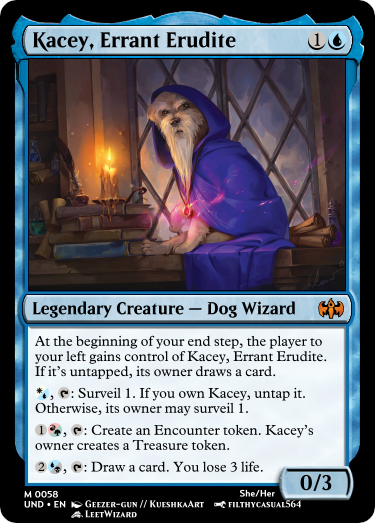 Kacey, Errant Erudite 1
Legendary Creature — Dog Wizard
At the beginning of your end step, the player to
your left gains control of Kacey, Errant Erudite.
If it's untapped, its owner draws a card.
, : Surveil 1. If you own Kacey, untap it.
Otherwise, its owner may surveil 1.
1 , : Create an Encounter token. Kacey's
owner creates a Treasure token.
2 , : Draw a card. You lose 3 life.
0/3
M 0058 She/Her
UND • EN Geezer-gun // KueshkaArt FILTHYCASUAL564
LeetWizard